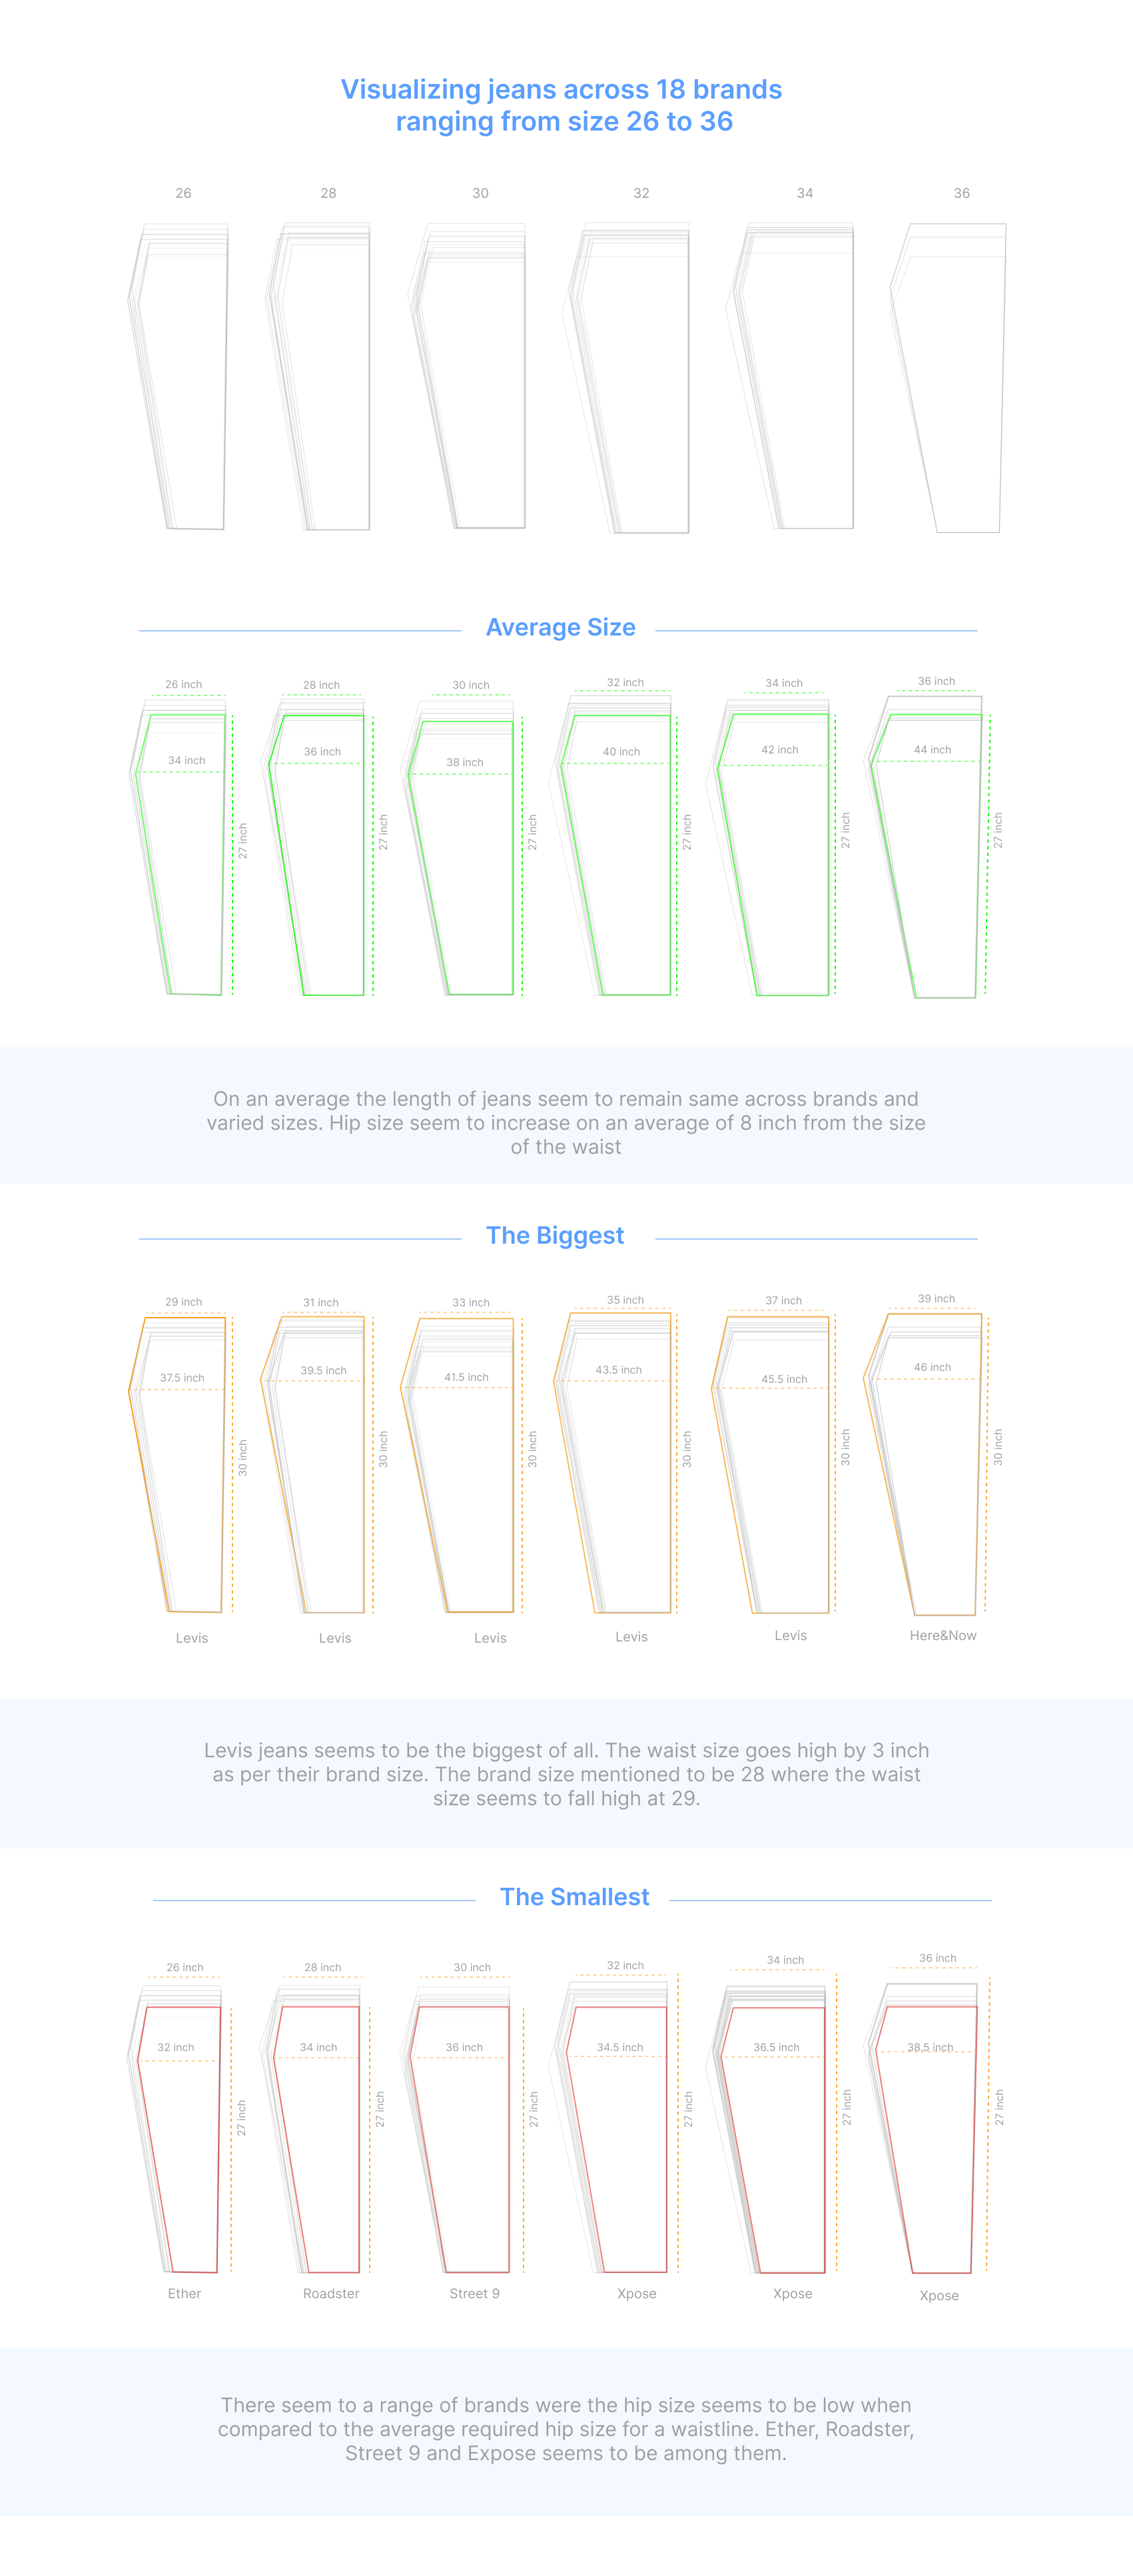 Visualizing jeans across 18 brands
ranging from size 26 to 36
26 28 30 32 34 36
Average Size
26 inch 28 inch 30 inch 32 inch 34 inch 36 inch
34 inch 36 inch 38 inch 40 inch 42 inch 44 inch
27 inch 27 inch 27 inch 27 inch 27 inch 27 inch
On an average the length of jeans seem to remain same across brands and
varied sizes. Hip size seem to increase on an average of 8 inch from the size
of the waist
The Biggest
29 inch 31 inch 33 inch 35 inch 37 inch 39 inch
37.5 inch 39.5 inch 41.5 inch 43.5 inch 45.5 inch 46 inch
30 inch 30 inch 30 inch 30 inch 30 inch 30 inch
Levis Levis Levis Levis Levis Here&Now
Levis jeans seems to be the biggest of all. The waist size goes high by 3 inch
as per their brand size. The brand size mentioned to be 28 where the waist
size seems to fall high at 29.
The Smallest
26 inch 28 inch 30 inch 32 inch 34 inch 36 inch
32 inch 34 inch 36 inch 34.5 inch 36.5 inch 38.5 inch
27 inch 27 inch 27 inch 27 inch 27 inch 27 inch
Ether Roadster Street 9 Xpose Xpose Xpose
There seem to a range of brands were the hip size seems to be low when
compared to the average required hip size for a waistline. Ether, Roadster,
Street 9 and Expose seems to be among them.